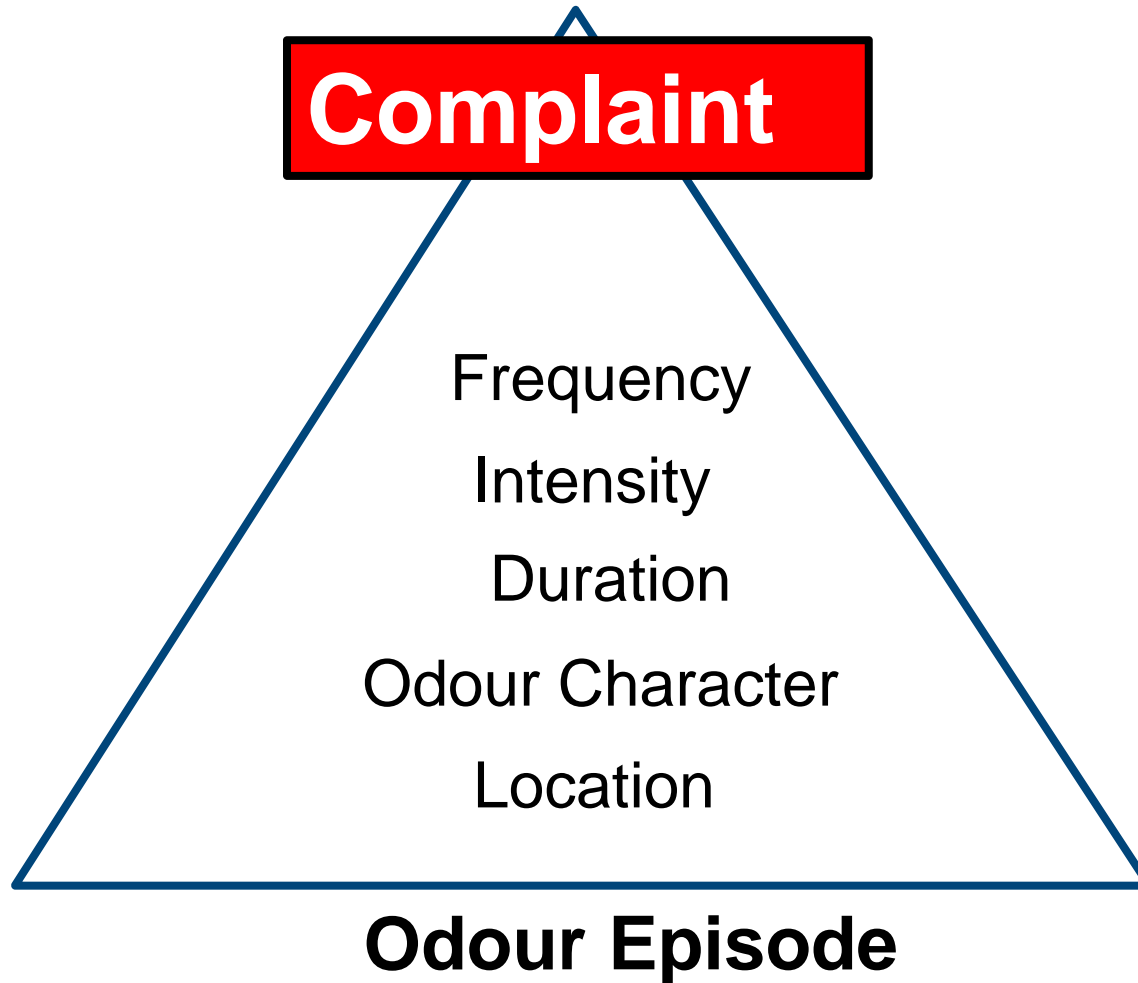 Complaint
Frequency
Intensity
Duration
Odour Character
Location
Odour Episode